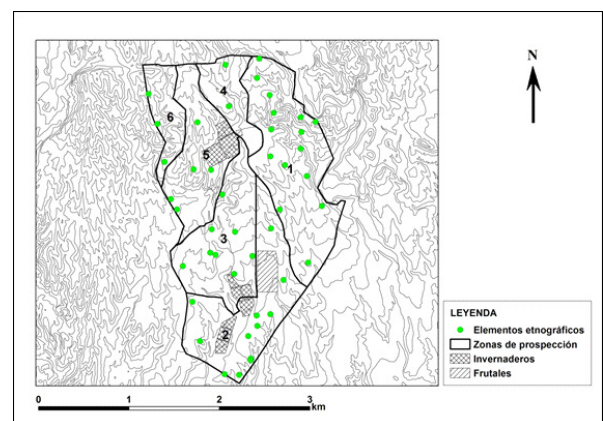 N
4
6
5
1
3
2
LEYENDA
Elementos etnográficos
Zonas de prospección
Invernaderos
Frutales
0 1 2 3
km